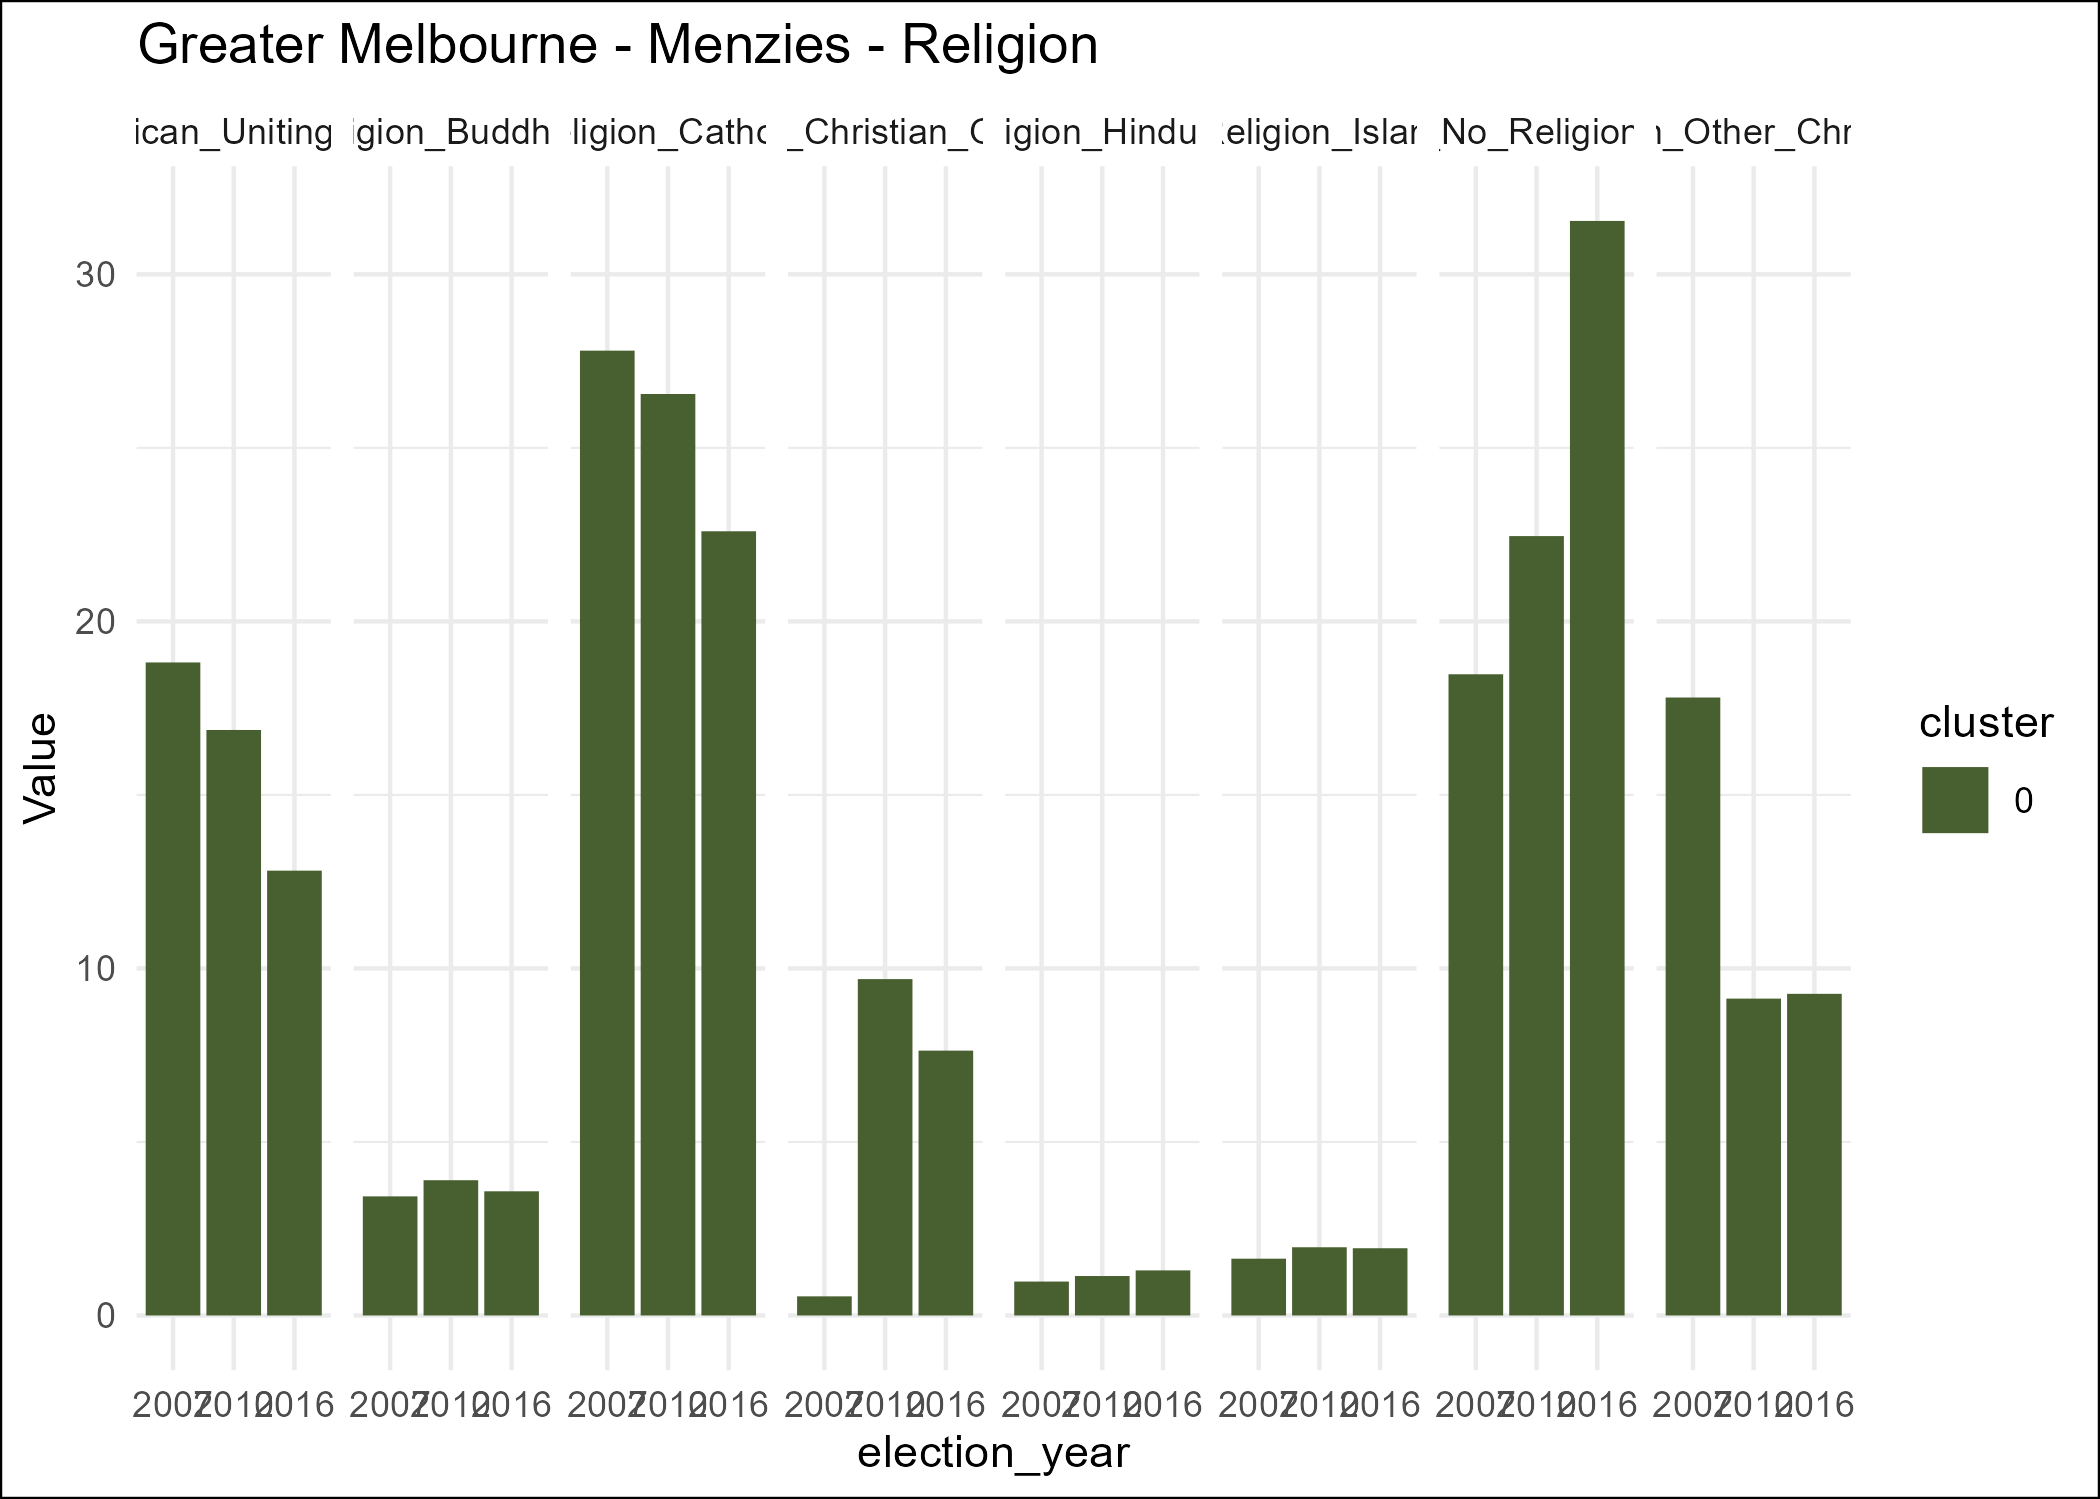 Greater Melbourne - Menzies - Religion
ican_Uniting igion_Buddh ligion_Catho _Christian_C igion_Hindu eligion_Islar No_Religion _Other_Chr
30
20
10
0
Value
2007 2010 2016 2007 2010 2016 2007 2010 2016 2007 2010 2016 2007 2010 2016 2007 2010 2016 2007 2010 2016 2007 2010 2016
election_year
cluster
0